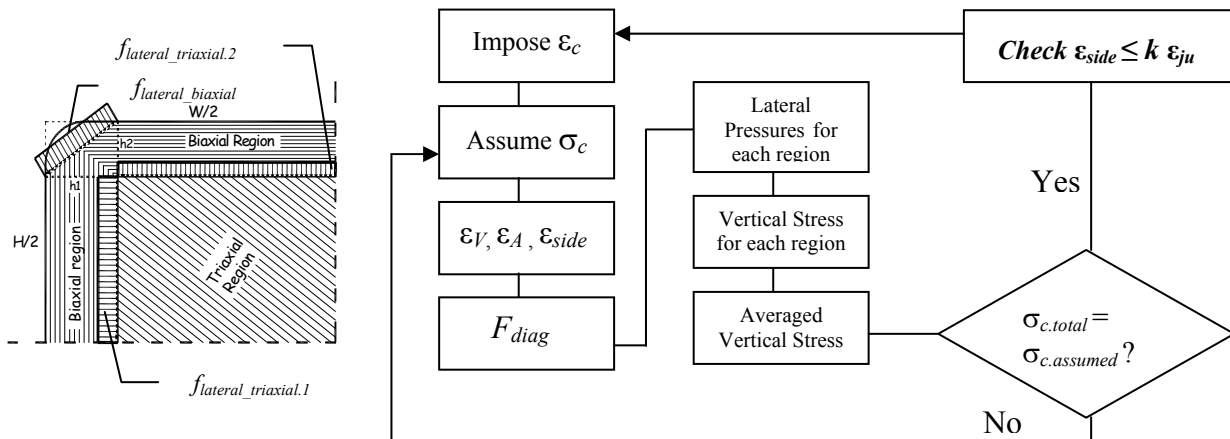 f_lateral_triaxial.2
f_lateral_biaxial
W/2
h2
Biaxial Region
h1
H/2
Biaxial region
Triaxial
Region
f_lateral_triaxial.1
Impose ε_c
Assume σ_c
ε_V, ε_A , ε_side
F_diag
Lateral
Pressures for
each region
Vertical Stress
for each region
Averaged
Vertical Stress
Check ε_side ≤ k ε_ju
Yes
σ_c.total =
σ_c.assumed ?
No